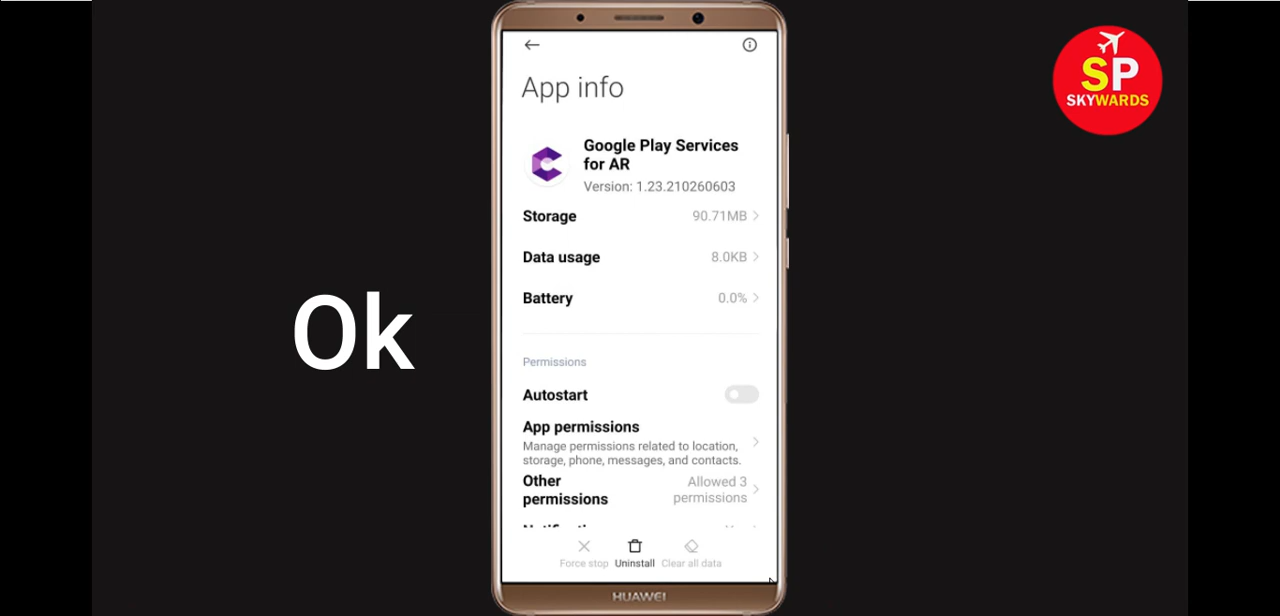 App info
Google Play Services
for AR
Version: 1.23.210260603
Storage 90.71MB
Data usage 8.0KB
Battery 0.0%
Permissions
Autostart
App permissions
Manage permissions related to location,
storage, phone, messages, and contacts.
Other Allowed 3
permissions permissions
Force stop Uninstall Clear all data
HUAWEI
Ok
SP
SKYWARDS